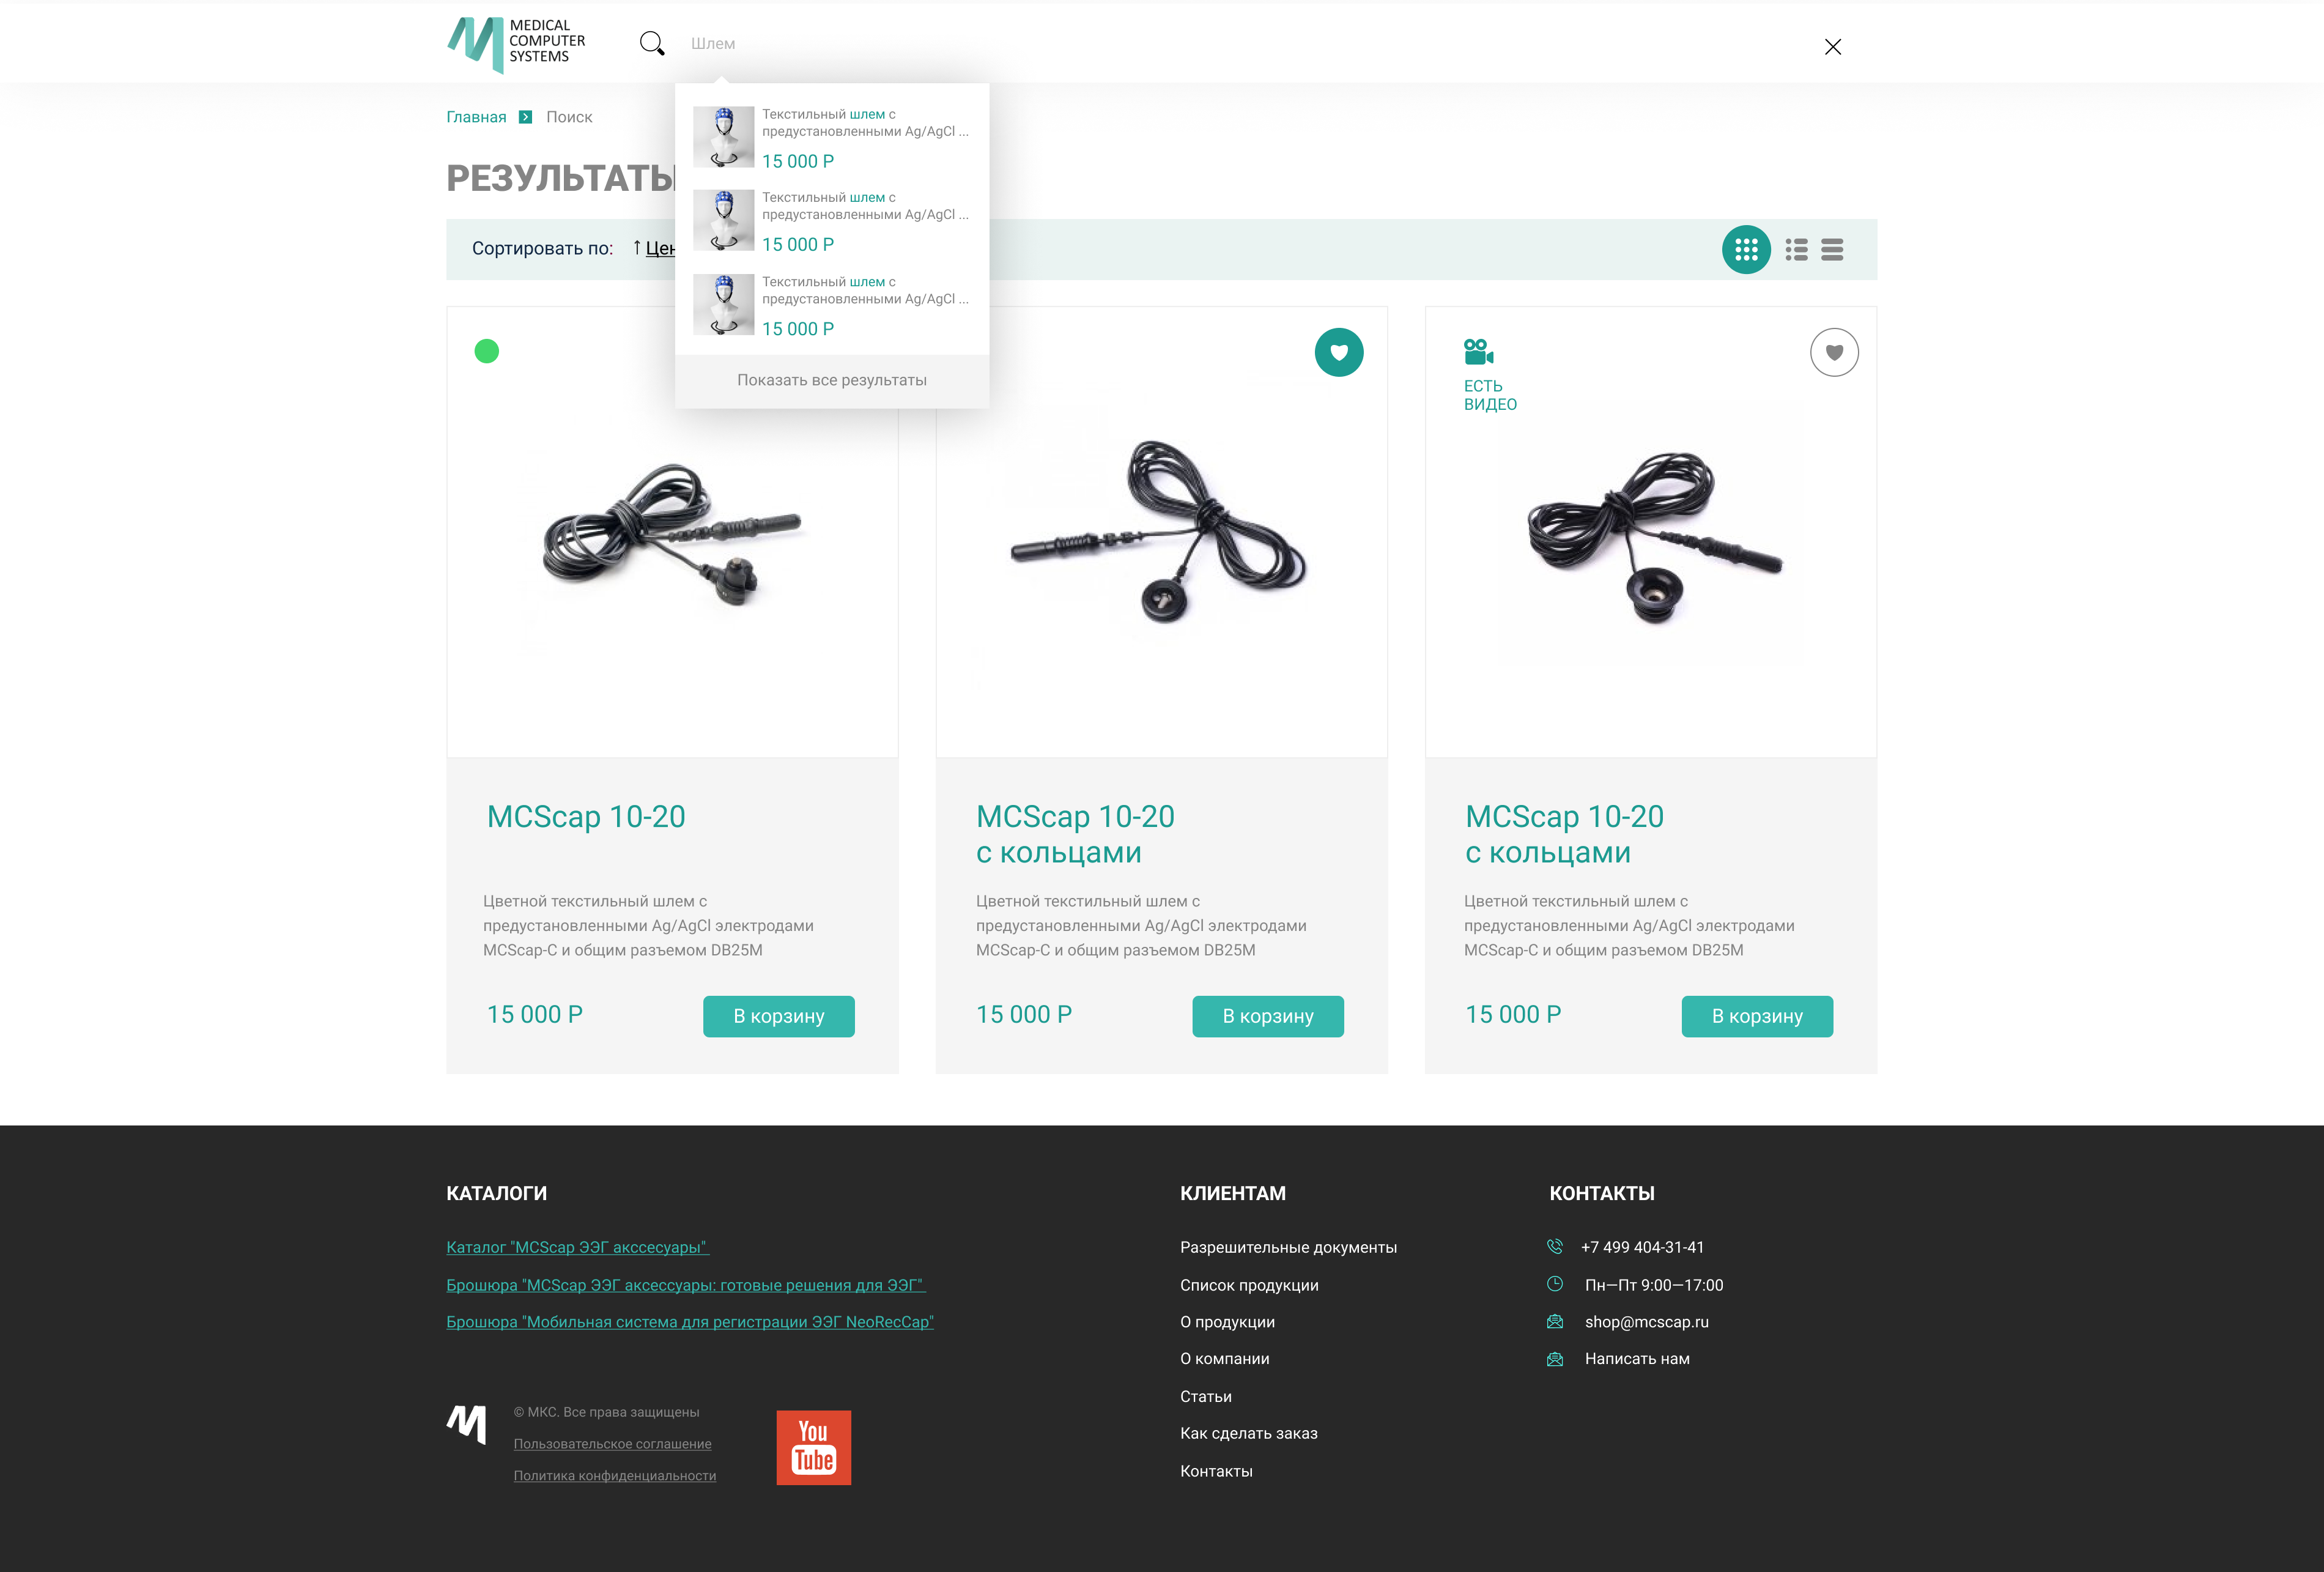 MEDICAL
COMPUTER
SYSTEMS
Шлем
Главная Поиск
РЕЗУЛЬТАТЫ
Текстильный шлем с
предустановленными Ag/AgCl ...
15 000 Р
Текстильный шлем с
предустановленными Ag/AgCl ...
15 000 Р
Текстильный шлем с
предустановленными Ag/AgCl ...
15 000 Р
Показать все результаты
Сортировать по: ↑
ЕСТЬ
ВИДЕО
MCScap 10-20
Цветной текстильный шлем с
предустановленными Ag/AgCl электродами
MCScap-C и общим разъемом DB25M
15 000 Р
В корзину
MCScap 10-20
с кольцами
Цветной текстильный шлем с
предустановленными Ag/AgCl электродами
MCScap-C и общим разъемом DB25M
15 000 Р
В корзину
MCScap 10-20
с кольцами
Цветной текстильный шлем с
предустановленными Ag/AgCl электродами
MCScap-C и общим разъемом DB25M
15 000 Р
В корзину
КАТАЛОГИ
Каталог "MCScap ЭЭГ акссесуары"
Брошюра "MCScap ЭЭГ аксессуары: готовые решения для ЭЭГ"
Брошюра "Мобильная система для регистрации ЭЭГ NeoRecCap"
© МКС. Все права защищены
Пользовательское соглашение
Политика конфиденциальности
You
Tube
КЛИЕНТАМ
Разрешительные документы
Список продукции
О продукции
О компании
Статьи
Как сделать заказ
Контакты
КОНТАКТЫ
+7 499 404-31-41
Пн—Пт 9:00—17:00
shop@mcscap.ru
Написать нам